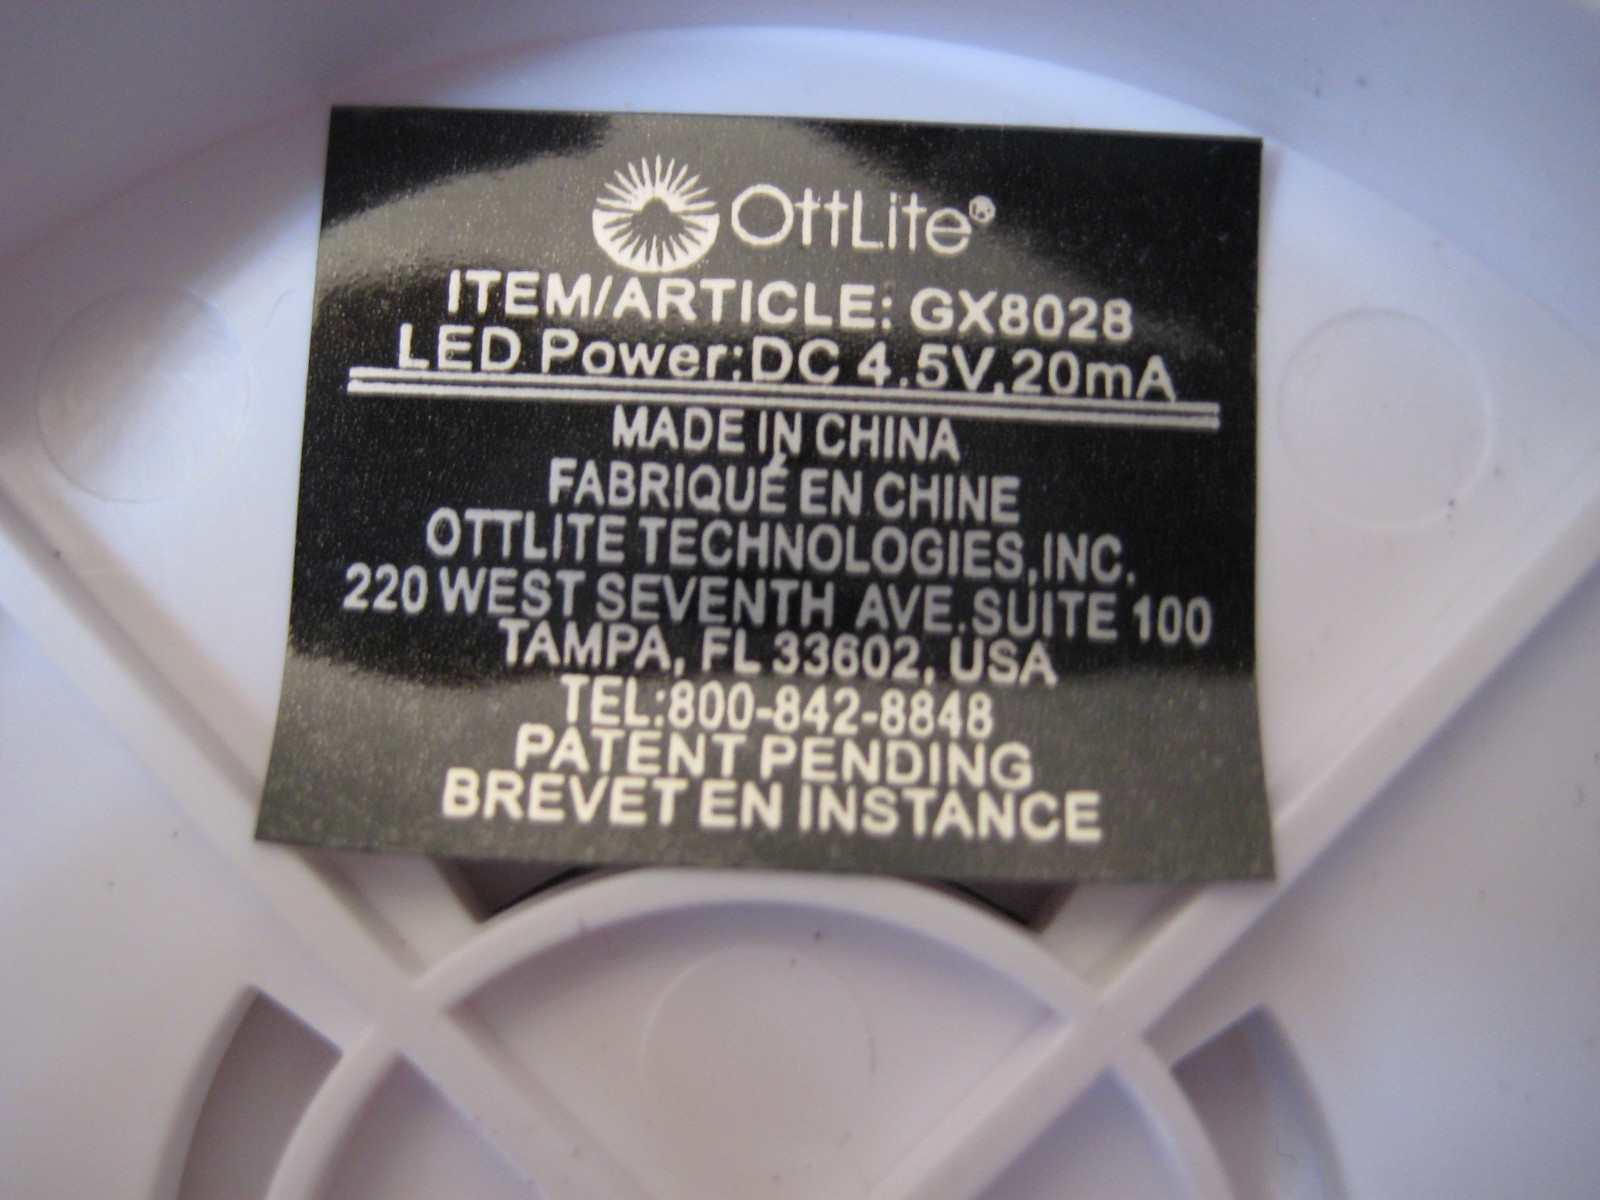 OttLite®
ITEM/ARTICLE: GX8028
LED Power:DC 4.5V,20mA
MADE IN CHINA
FABRIQUÉ EN CHINE
OTTLITE TECHNOLOGIES,INC.
220 WEST SEVENTH AVE.SUITE 100
TAMPA, FL 33602, USA
TEL:800-842-8848
PATENT PENDING
BREVET EN INSTANCE